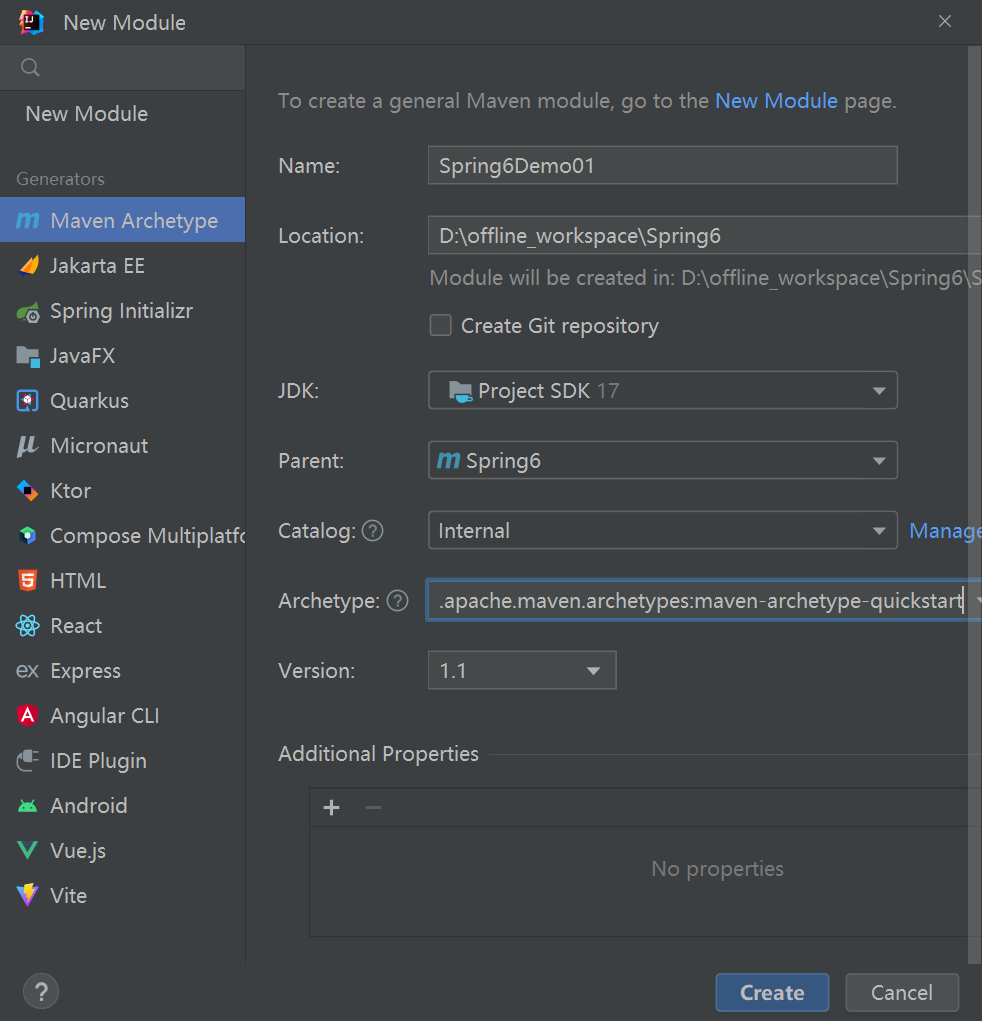 New Module
New Module
Generators
Maven Archetype
Jakarta EE
Spring Initializr
JavaFX
Quarkus
Micronaut
Ktor
Compose Multiplatfo
HTML
React
ex Express
Angular CLI
IDE Plugin
Android
Vue.js
Vite
To create a general Maven module, go to the New Module page.
Name: Spring6Demo01
Location: D:\offline_workspace\Spring6
Module will be created in: D:\offline_workspace\Spring6\S
Create Git repository
JDK: Project SDK 17
Parent: m Spring6
Catalog: ? Internal Manage
Archetype: ? .apache.maven.archetypes:maven-archetype-quickstart
Version: 1.1
Additional Properties
No properties
? Create Cancel